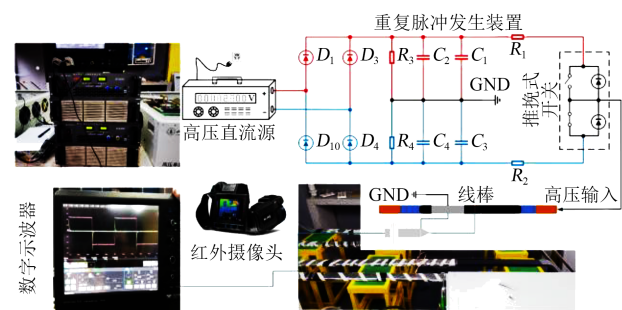 重复脉冲发生装置
D1
D3
R3
C2
C1
R1
GND
V
高压直流源
D10
D4
R4
C4
C3
R2
推挽式
开关
GND
线棒
高压输入
数字示波器
红外摄像头